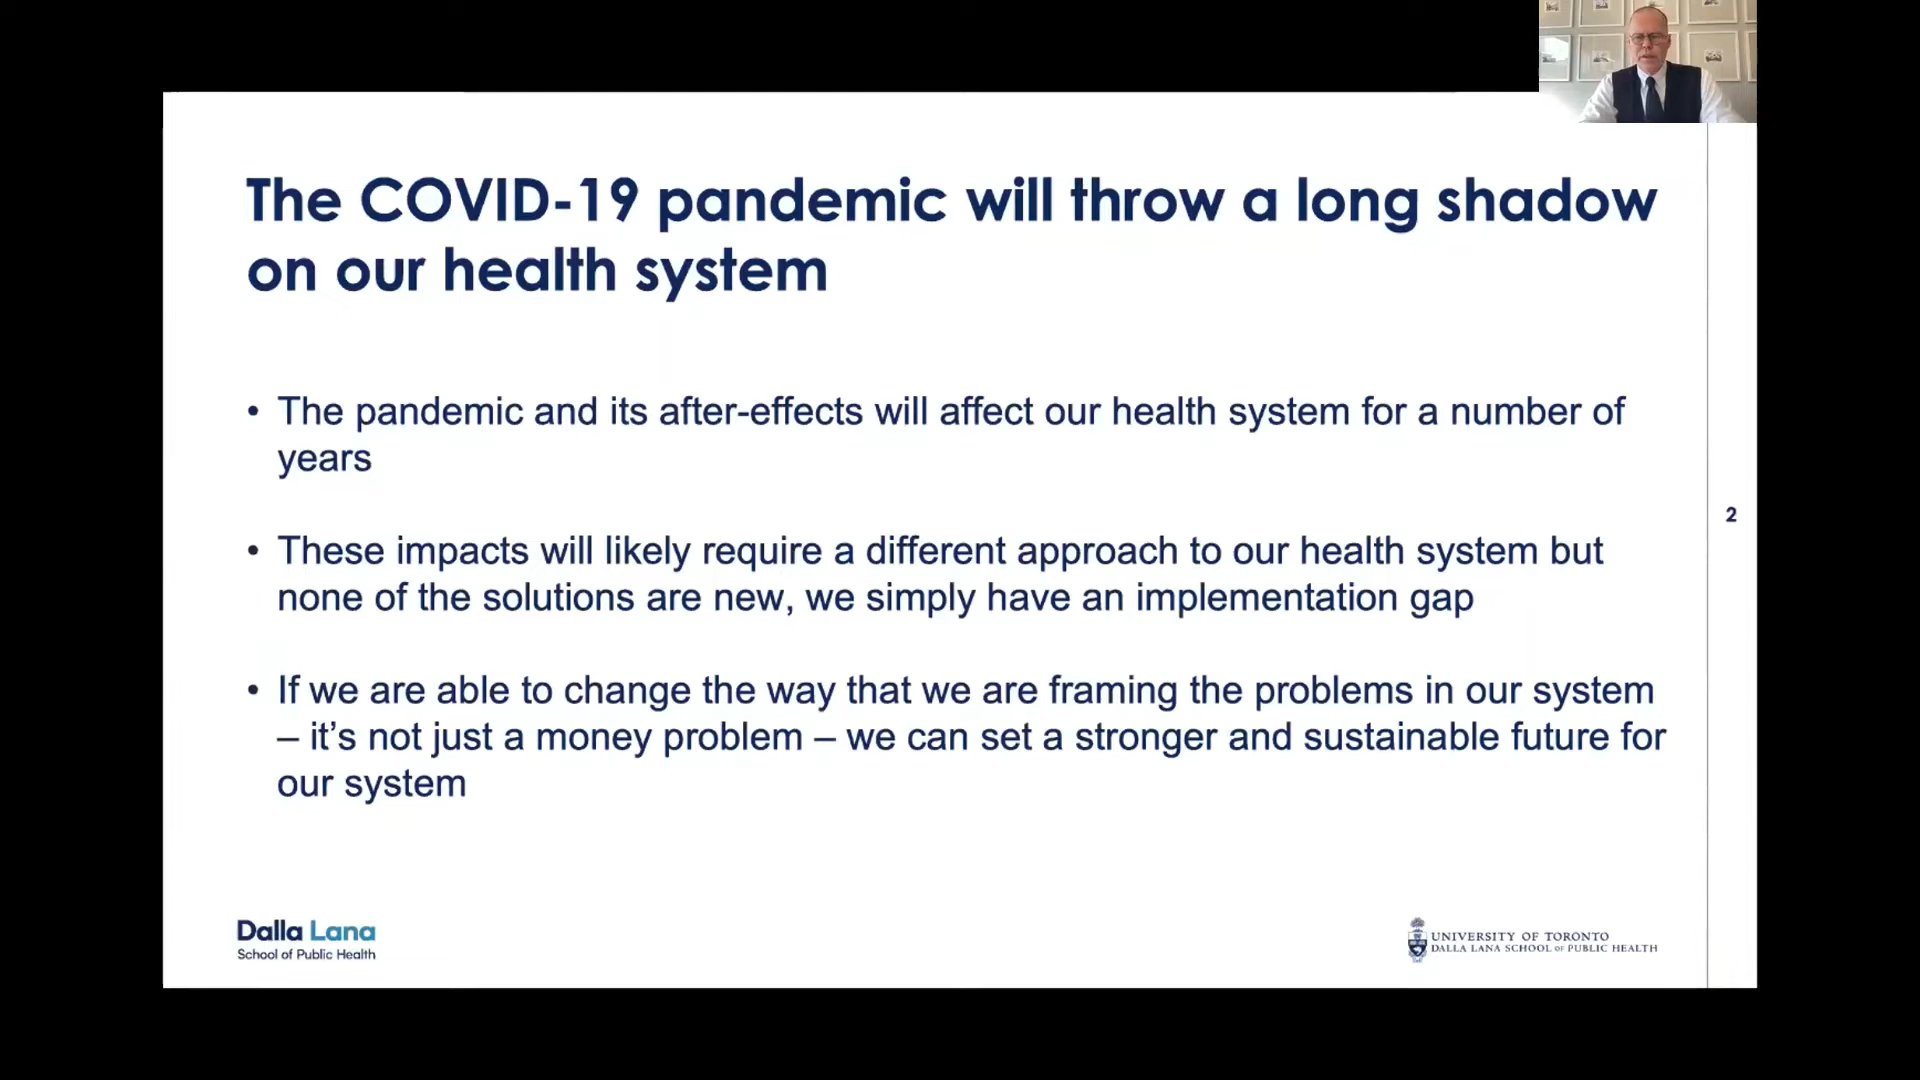 The COVID-19 pandemic will throw a long shadow
on our health system
• The pandemic and its after-effects will affect our health system for a number of
years
• These impacts will likely require a different approach to our health system but
none of the solutions are new, we simply have an implementation gap
• If we are able to change the way that we are framing the problems in our system
– it’s not just a money problem – we can set a stronger and sustainable future for
our system
2
Dalla Lana
School of Public Health
UNIVERSITY OF TORONTO
DALLA LANA SCHOOL OF PUBLIC HEALTH